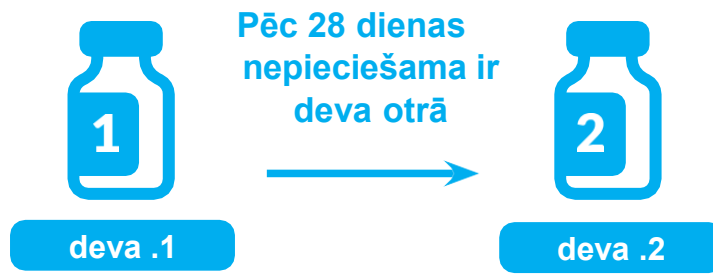 Pēc 28 dienas
nepieciešama ir
deva otrā
1
2
deva .1
deva .2